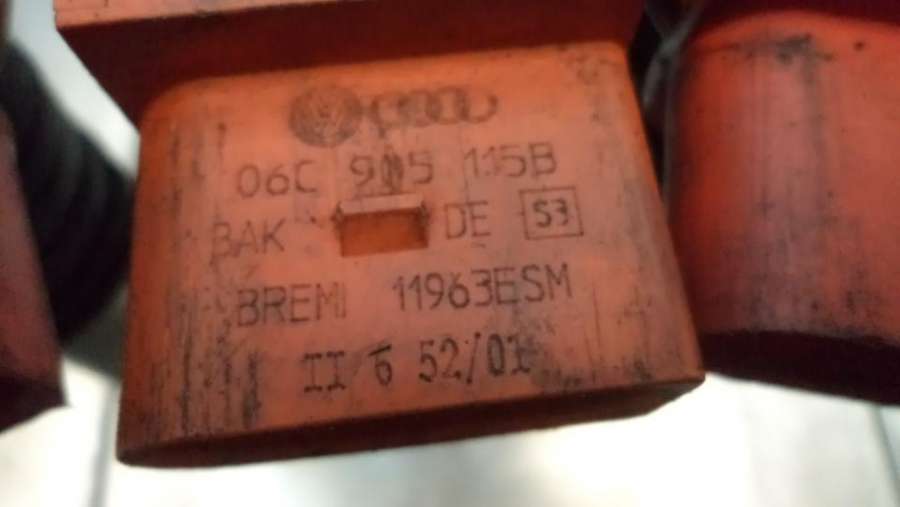 06C 905 115B
BAK DE S3
BREMI 11963ESM
II 6 52/01